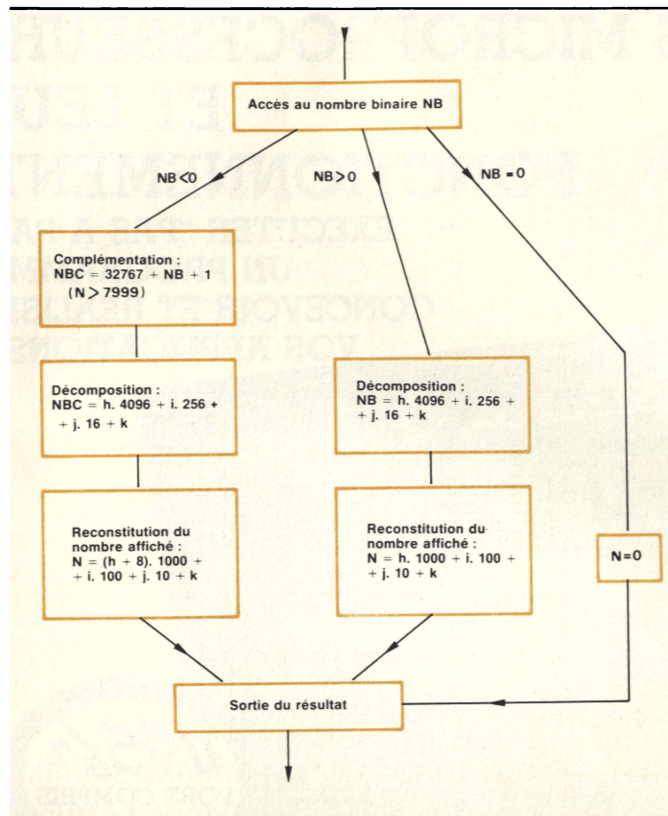 Accès au nombre binaire NB
NB<0
NB>0
NB = 0
Complémentation :
NBC = 32767 + NB + 1
(N > 7999)
Décomposition :
NBC = h. 4096 + i. 256 +
+ j. 16 + k
Décomposition :
NB = h. 4096 + i. 256 +
+ j. 16 + k
Reconstitution du
nombre affiché :
N = (h + 8). 1000 +
+ i. 100 + j. 10 + k
Reconstitution du
nombre affiché :
N = h. 1000 + i. 100 +
+ j. 10 + k
N=0
Sortie du résultat